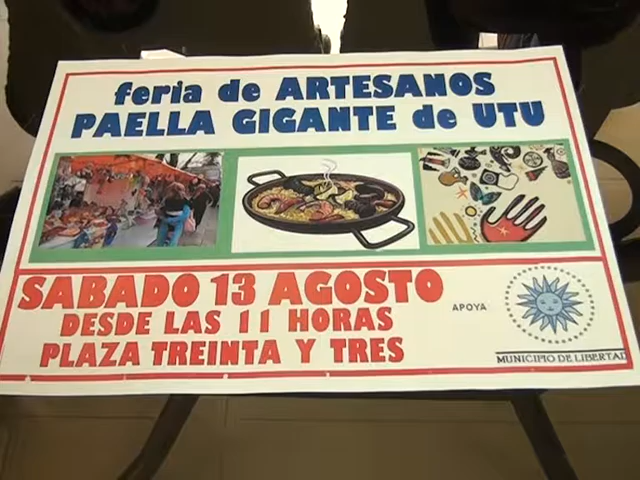 feria de ARTESANOS
PAELLA GIGANTE de UTU
SABADO 13 AGOSTO
DESDE LAS 11 HORAS
PLAZA TREINTA Y TRES
APOYA
MUNICIPIO DE LIBERTAD